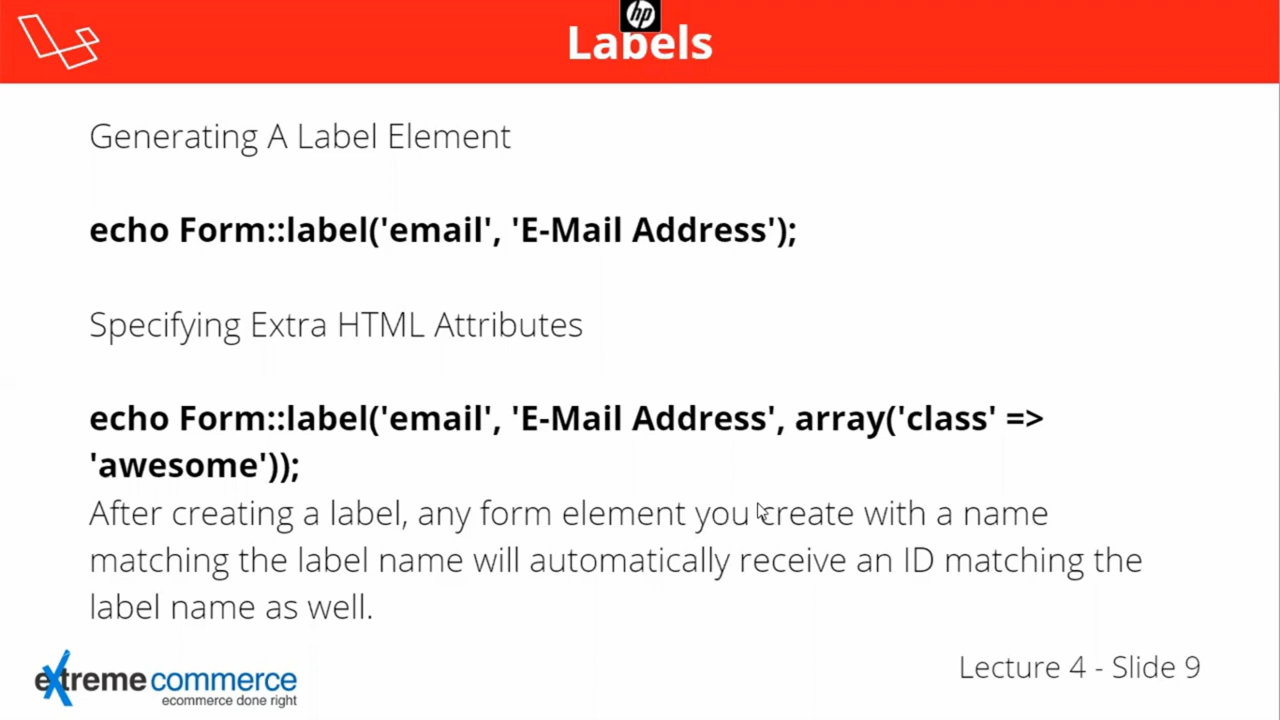 hp
Labels
Generating A Label Element
echo Form::label('email', 'E-Mail Address');
Specifying Extra HTML Attributes
echo Form::label('email', 'E-Mail Address', array('class' =>
'awesome'));
After creating a label, any form element you create with a name
matching the label name will automatically receive an ID matching the
label name as well.
extreme commerce
ecommerce done right
Lecture 4 - Slide 9